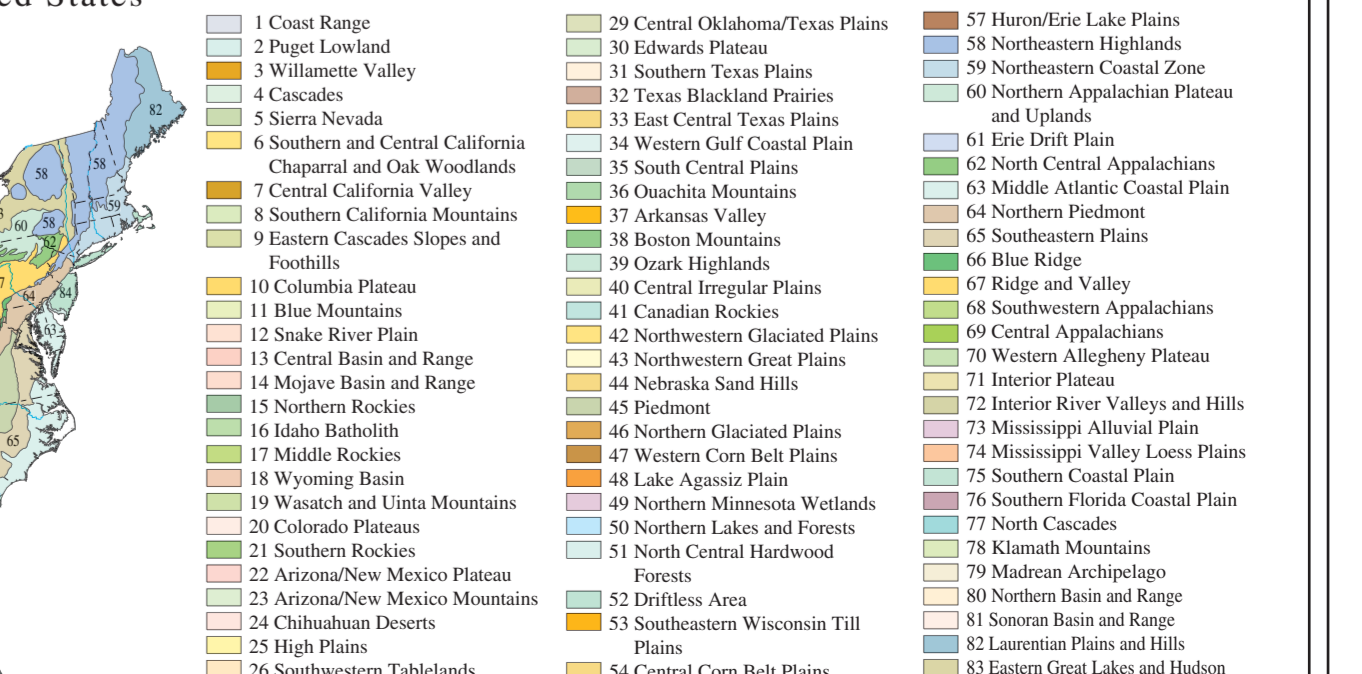 ed States
82
58
58
59
3
60
58
62
7
64
84
63
65
1 Coast Range
2 Puget Lowland
3 Willamette Valley
4 Cascades
5 Sierra Nevada
6 Southern and Central California
Chaparral and Oak Woodlands
7 Central California Valley
8 Southern California Mountains
9 Eastern Cascades Slopes and
Foothills
10 Columbia Plateau
11 Blue Mountains
12 Snake River Plain
13 Central Basin and Range
14 Mojave Basin and Range
15 Northern Rockies
16 Idaho Batholith
17 Middle Rockies
18 Wyoming Basin
19 Wasatch and Uinta Mountains
20 Colorado Plateaus
21 Southern Rockies
22 Arizona/New Mexico Plateau
23 Arizona/New Mexico Mountains
24 Chihuahuan Deserts
25 High Plains
26 Southwestern Tablelands
29 Central Oklahoma/Texas Plains
30 Edwards Plateau
31 Southern Texas Plains
32 Texas Blackland Prairies
33 East Central Texas Plains
34 Western Gulf Coastal Plain
35 South Central Plains
36 Ouachita Mountains
37 Arkansas Valley
38 Boston Mountains
39 Ozark Highlands
40 Central Irregular Plains
41 Canadian Rockies
42 Northwestern Glaciated Plains
43 Northwestern Great Plains
44 Nebraska Sand Hills
45 Piedmont
46 Northern Glaciated Plains
47 Western Corn Belt Plains
48 Lake Agassiz Plain
49 Northern Minnesota Wetlands
50 Northern Lakes and Forests
51 North Central Hardwood
Forests
52 Driftless Area
53 Southeastern Wisconsin Till
Plains
54 Central Corn Belt Plains
57 Huron/Erie Lake Plains
58 Northeastern Highlands
59 Northeastern Coastal Zone
60 Northern Appalachian Plateau
and Uplands
61 Erie Drift Plain
62 North Central Appalachians
63 Middle Atlantic Coastal Plain
64 Northern Piedmont
65 Southeastern Plains
66 Blue Ridge
67 Ridge and Valley
68 Southwestern Appalachians
69 Central Appalachians
70 Western Allegheny Plateau
71 Interior Plateau
72 Interior River Valleys and Hills
73 Mississippi Alluvial Plain
74 Mississippi Valley Loess Plains
75 Southern Coastal Plain
76 Southern Florida Coastal Plain
77 North Cascades
78 Klamath Mountains
79 Madrean Archipelago
80 Northern Basin and Range
81 Sonoran Basin and Range
82 Laurentian Plains and Hills
83 Eastern Great Lakes and Hudson